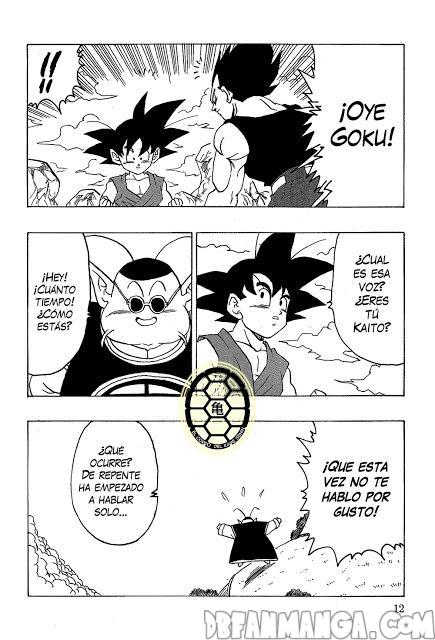 !!
¡OYE
GOKU!
¿CUAL
ES ESA
VOZ?
¿ERES
TÚ
KAITO?
¡HEY!
¡CUÁNTO
TIEMPO!
¿CÓMO
ESTÁS?
亀
¡QUE ESTA
VEZ NO TE
HABLO POR
GUSTO!
¿QUÉ
OCURRE?
DE REPENTE
HA EMPEZADO
A HABLAR
SOLO...
12
DBFANMANGA.COM